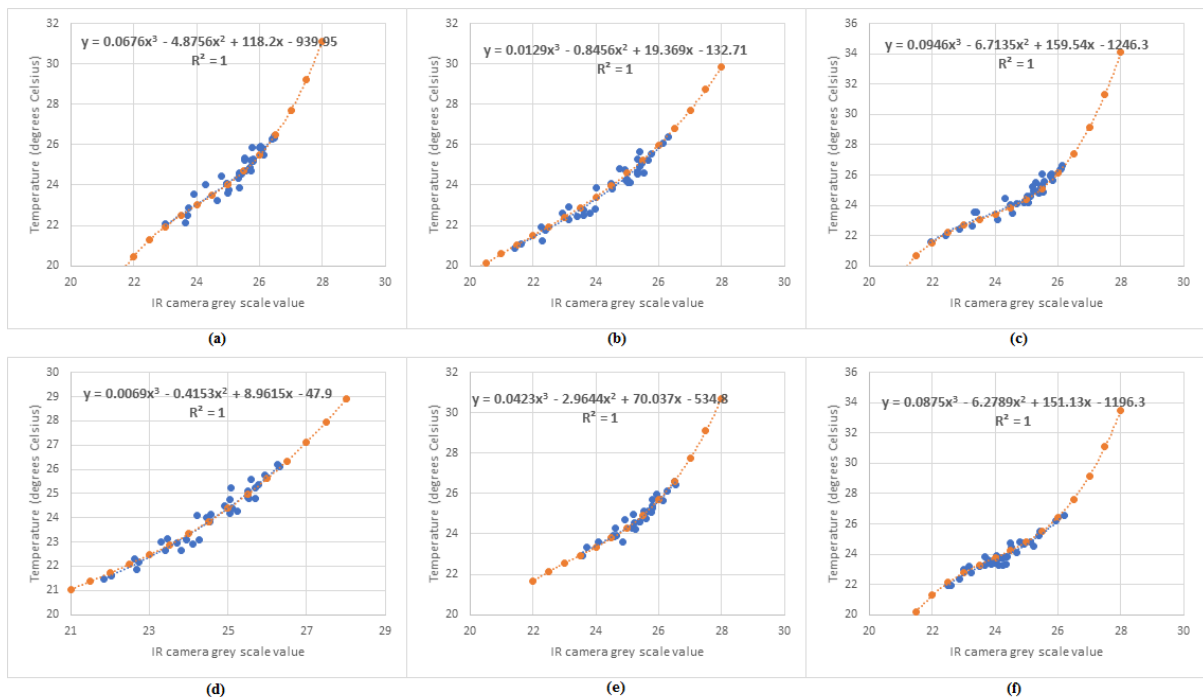 32
30
28
26
24
22
20
Temperature (degrees Celsius)
y = 0.0676x³ - 4.8756x² + 118.2x - 939.95
R² = 1
20 22 24 26 28 30
IR camera grey scale value
(a)
32
30
28
26
24
22
20
Temperature (degrees Celsius)
y = 0.0129x³ - 0.8456x² + 19.369x - 132.71
R² = 1
20 22 24 26 28 30
IR camera grey scale value
(b)
36
34
32
30
28
26
24
22
20
Temperature (degrees Celsius)
y = 0.0946x³ - 6.7135x² + 159.54x - 1246.3
R² = 1
20 22 24 26 28 30
IR camera grey scale value
(c)
30
29
28
27
26
25
24
23
22
21
20
Temperature (degrees Celsius)
y = 0.0069x³ - 0.4153x² + 8.9615x - 47.9
R² = 1
21 23 25 27 29
IR camera grey scale value
(d)
32
30
28
26
24
22
20
Temperature (degrees Celsius)
y = 0.0423x³ - 2.9644x² + 70.037x - 534.8
R² = 1
20 22 24 26 28 30
IR camera grey scale value
(e)
36
34
32
30
28
26
24
22
20
Temperature (degrees Celsius)
y = 0.0875x³ - 6.2789x² + 151.13x - 1196.3
R² = 1
20 22 24 26 28 30
IR camera grey scale value
(f)